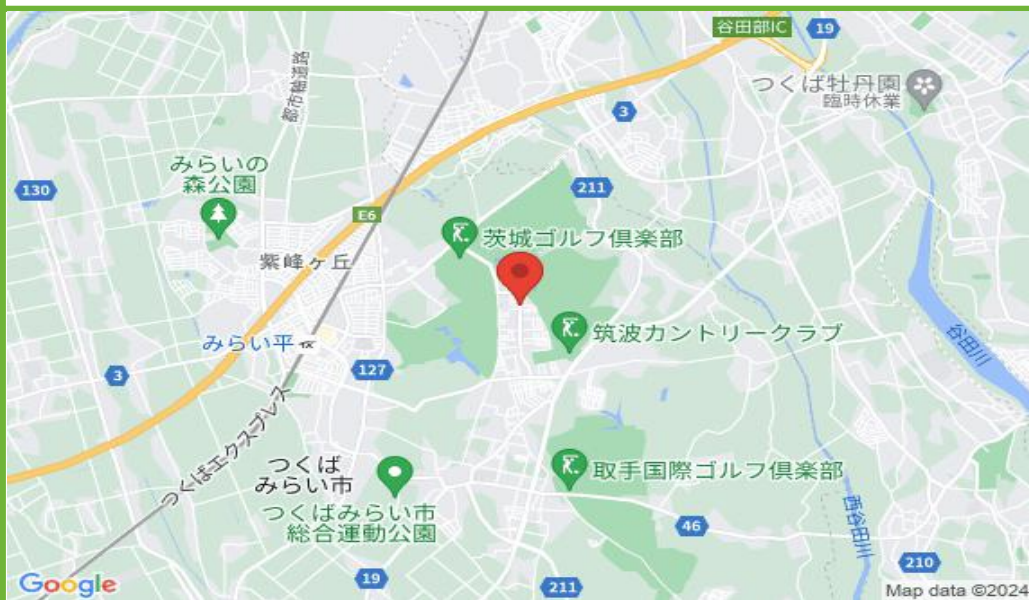 谷田部IC
19
つくば牡丹園
臨時休業
都市軸道路
3
みらいの
森公園
130
211
E6
茨城ゴルフ倶楽部
紫峰ヶ丘
筑波カントリークラブ
みらい平
谷田川
3
127
つくばエクスプレス
つくば
みらい市
取手国際ゴルフ倶楽部
つくばみらい市
総合運動公園
46
西谷田川
19
211
210
Google
Map data ©2024